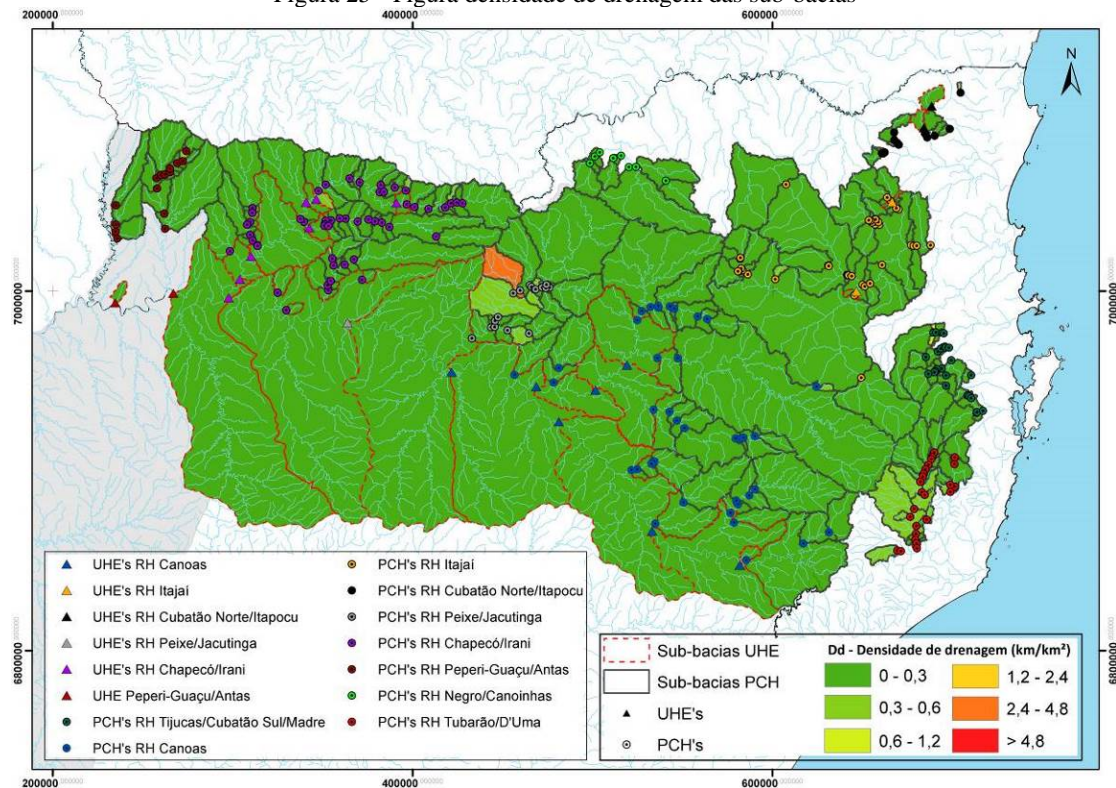 Figura 23 - Figura densidade de drenagem das sub-bacias
200000
400000
600000
N
7000000
7000000
6800000
6800000
UHE's RH Canoas
UHE's RH Itajaí
UHE's RH Cubatão Norte/Itapocu
UHE's RH Peixe/Jacutinga
UHE's RH Chapecó/Irani
UHE Peperi-Guaçu/Antas
PCH's RH Tijucas/Cubatão Sul/Madre
PCH's RH Canoas
PCH's RH Itajaí
PCH's RH Cubatão Norte/Itapocu
PCH's RH Peixe/Jacutinga
PCH's RH Chapecó/Irani
PCH's RH Peperi-Guaçu/Antas
PCH's RH Negro/Canoinhas
PCH's RH Tubarão/D'Uma
Sub-bacias UHE
Sub-bacias PCH
UHE's
PCH's
Dd - Densidade de drenagem (km/km²)
0 - 0,3
0,3 - 0,6
0,6 - 1,2
1,2 - 2,4
2,4 - 4,8
> 4,8
200000
400000
600000